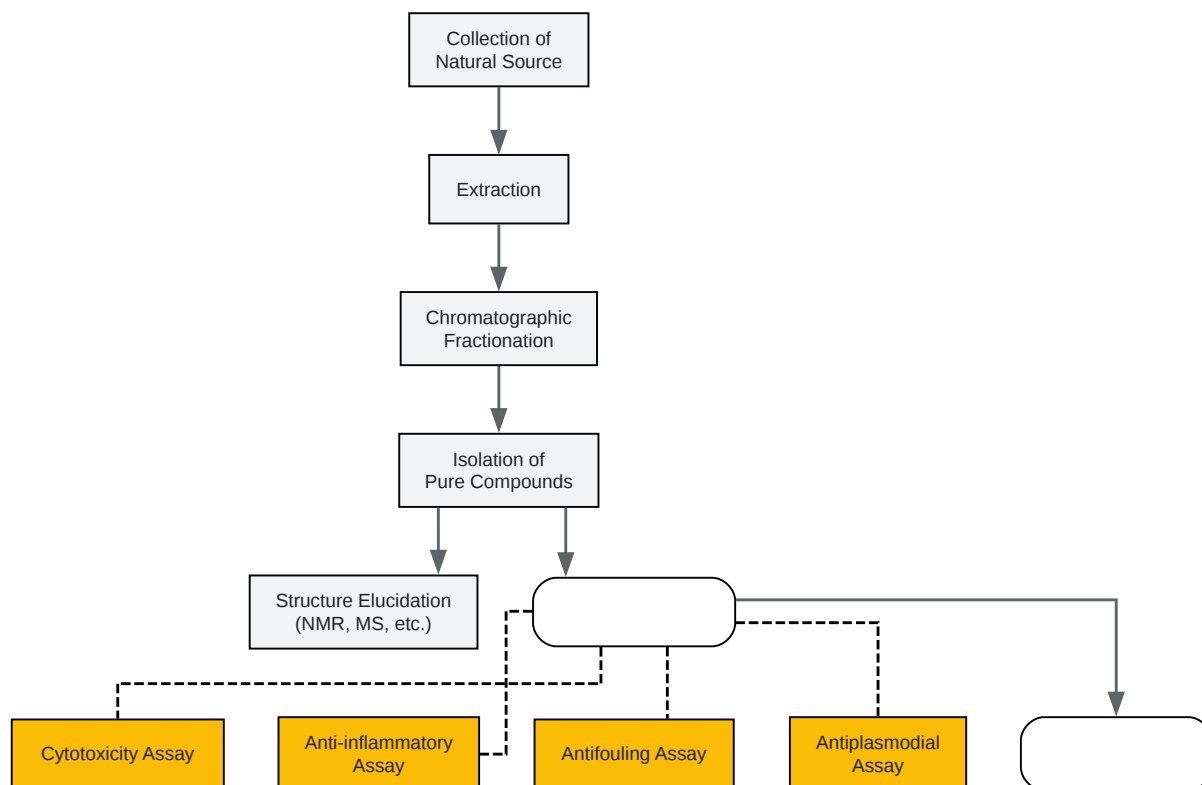 Collection of
Natural Source
Extraction
Chromatographic
Fractionation
Isolation of
Pure Compounds
Structure Elucidation
(NMR, MS, etc.)
Cytotoxicity Assay
Anti-inflammatory
Assay
Antifouling Assay
Antiplasmodial
Assay